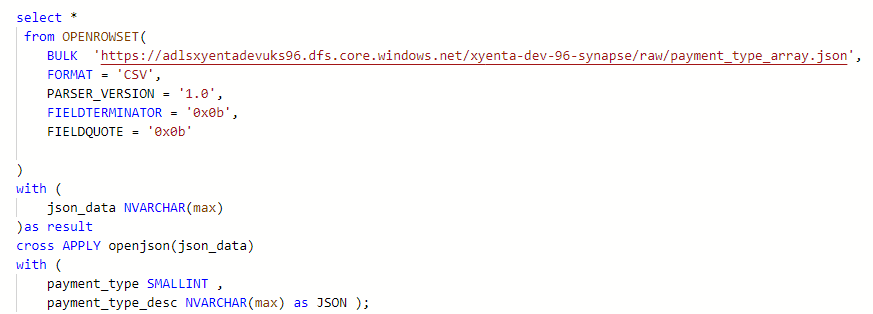 select *
from OPENROWSET(
BULK 'https://adlsxyentadevuks96.dfs.core.windows.net/xyenta-dev-96-synapse/raw/payment_type_array.json',
FORMAT = 'CSV',
PARSER_VERSION = '1.0',
FIELDTERMINATOR = '0x0b',
FIELDQUOTE = '0x0b'
)
with (
json_data NVARCHAR(max)
)as result
cross APPLY openjson(json_data)
with (
payment_type SMALLINT ,
payment_type_desc NVARCHAR(max) as JSON );